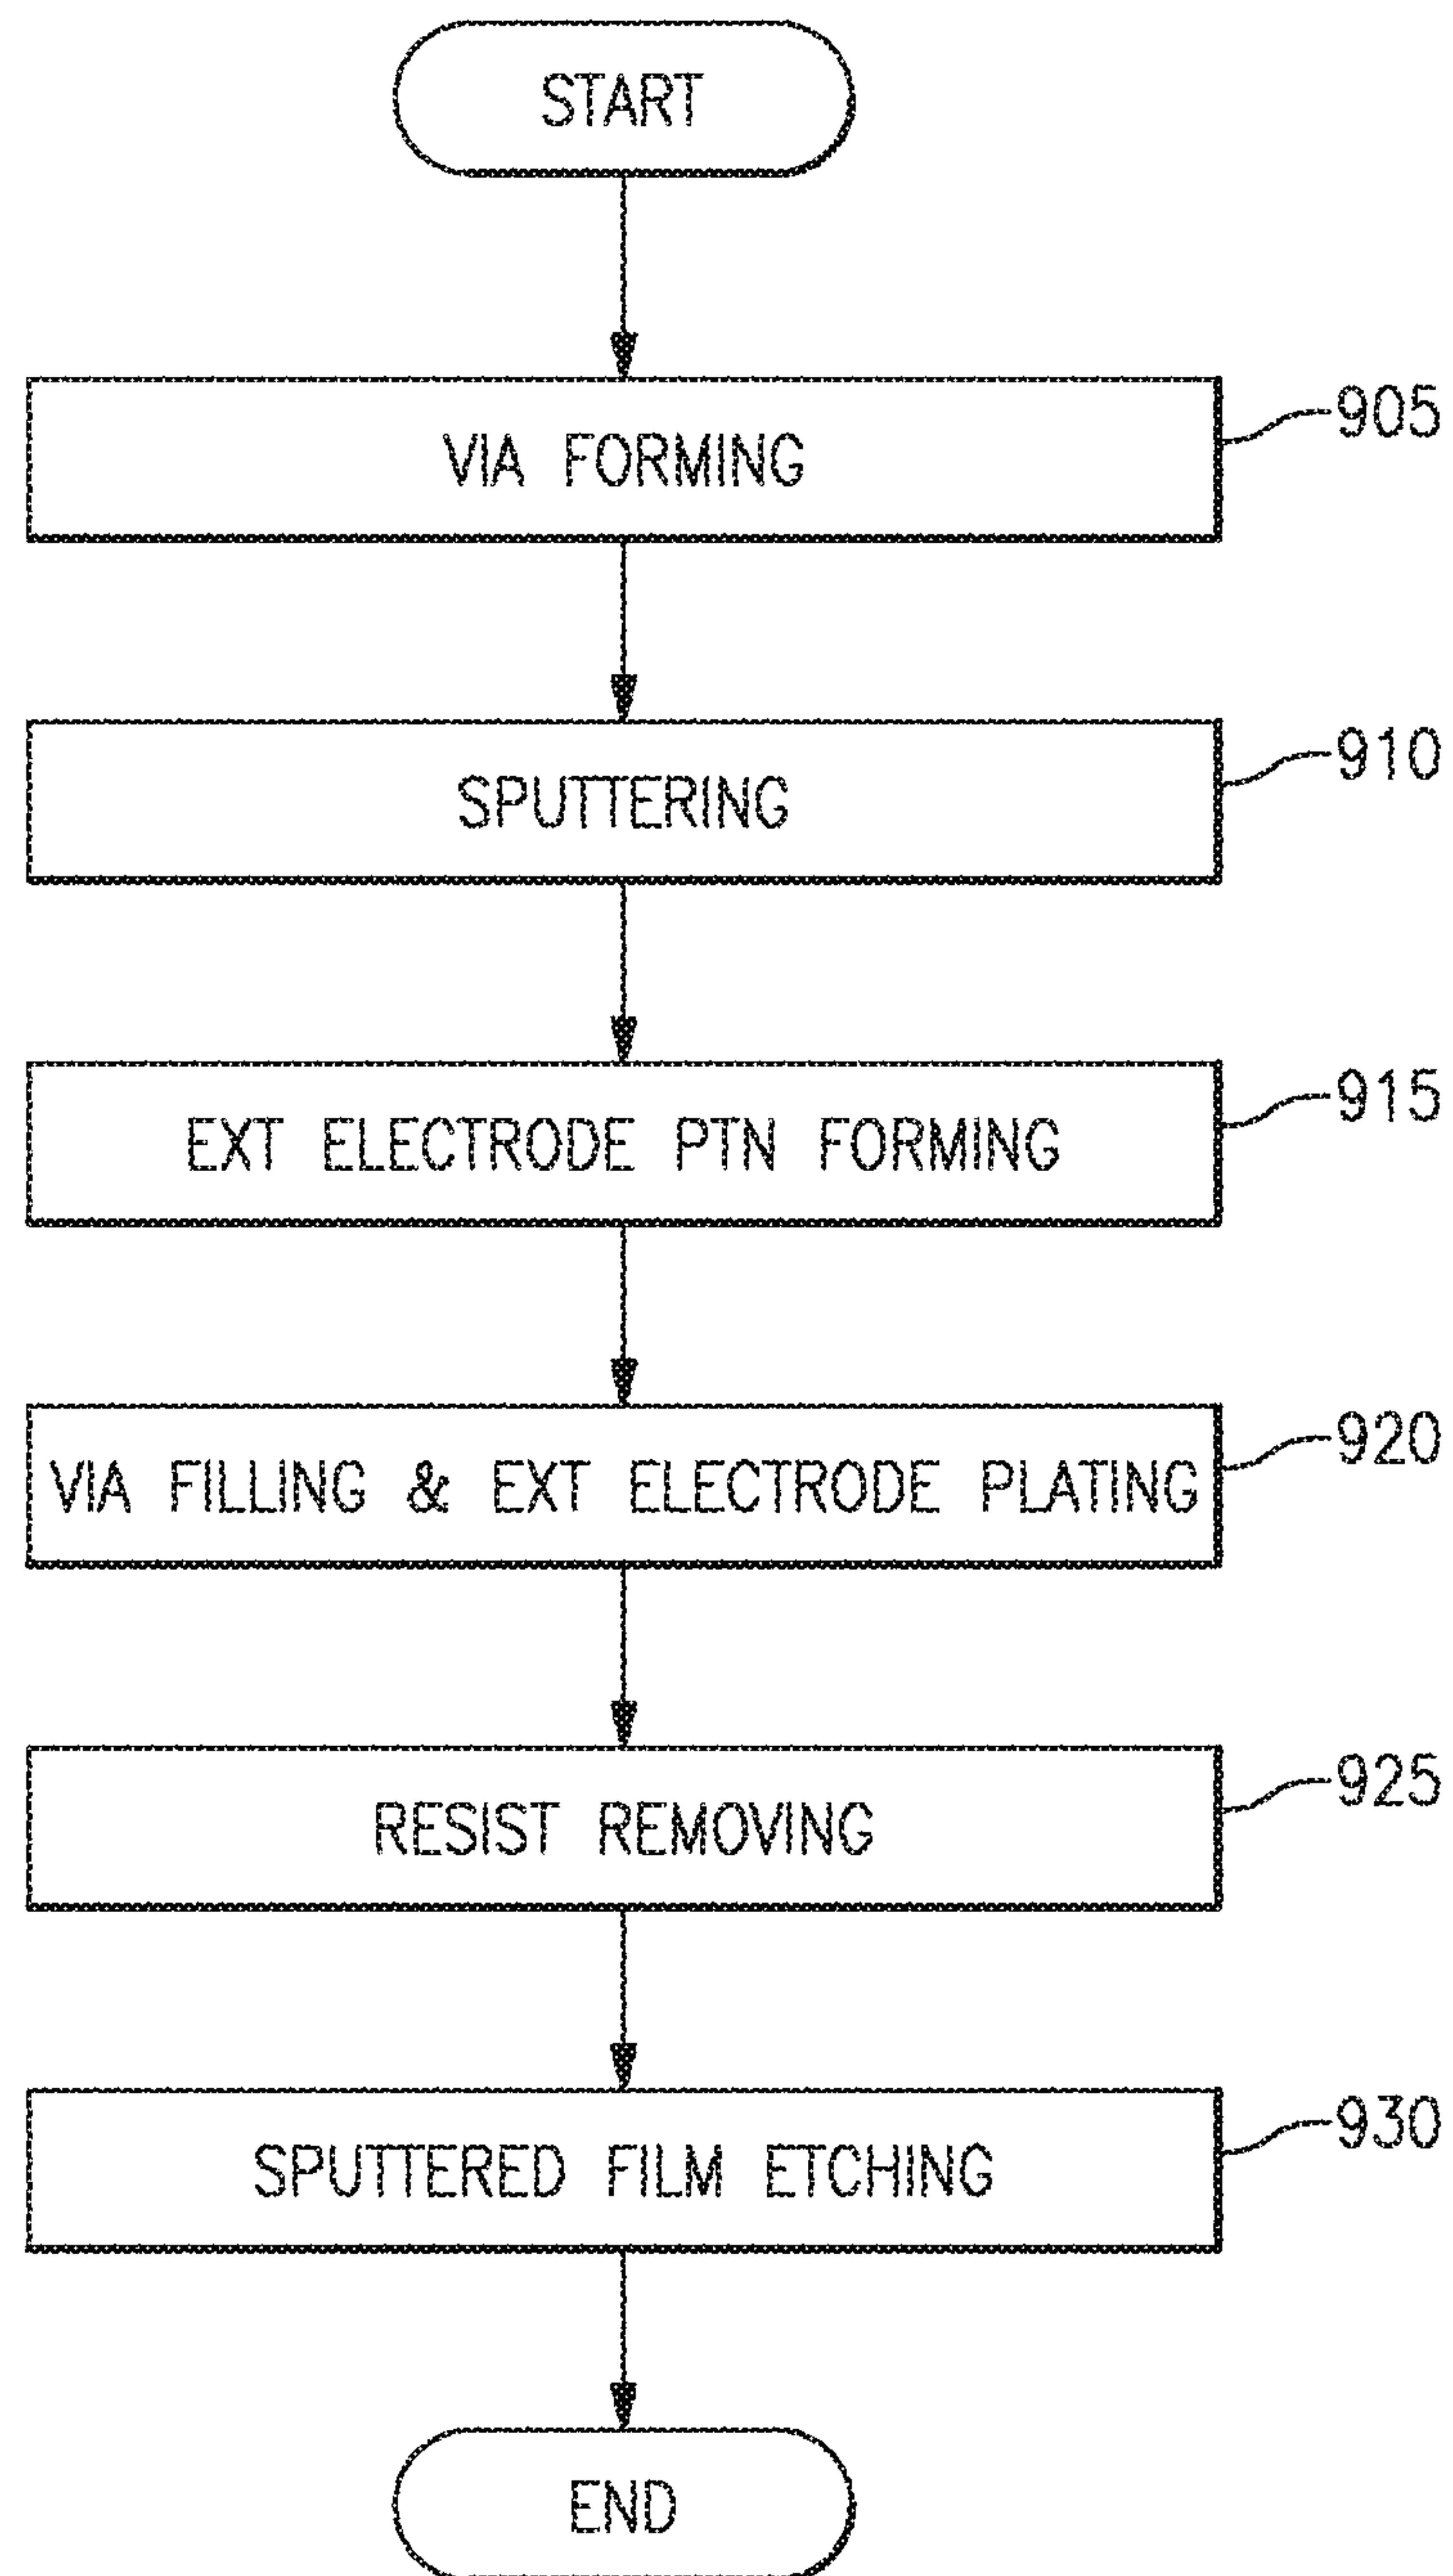 START
VIA FORMING
905
SPUTTERING
910
EXT ELECTRODE PTN FORMING
915
VIA FILLING & EXT ELECTRODE PLATING
920
RESIST REMOVING
925
SPUTTERED FILM ETCHING
930
END